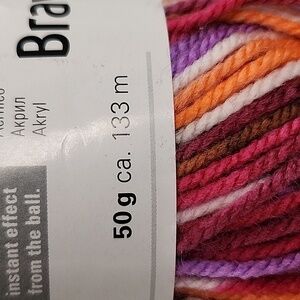 Bra
Акрил
Akryl
50 g ca. 133 m
instant effect
from the ball.